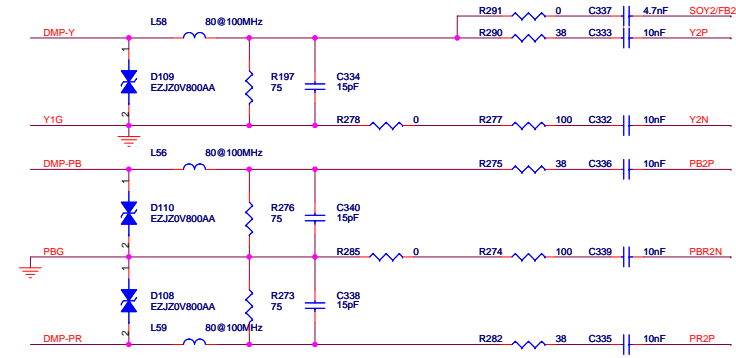 R291 0 C337 4.7nF SOY2/FB2
L58 80@100MHz
DMP-Y R290 38 C333 10nF Y2P
1
D109 R197 C334
EZJZ0V800AA 75 15pF
2
Y1G R278 0 R277 100 C332 10nF Y2N
L56 80@100MHz
DMP-PB R275 38 C336 10nF PB2P
1
D110 R276 C340
EZJZ0V800AA 75 15pF
2
PBG R285 0 R274 100 C339 10nF PBR2N
1
D108 R273 C338
EZJZ0V800AA 75 15pF
2
L59 80@100MHz
DMP-PR R282 38 C335 10nF PR2P